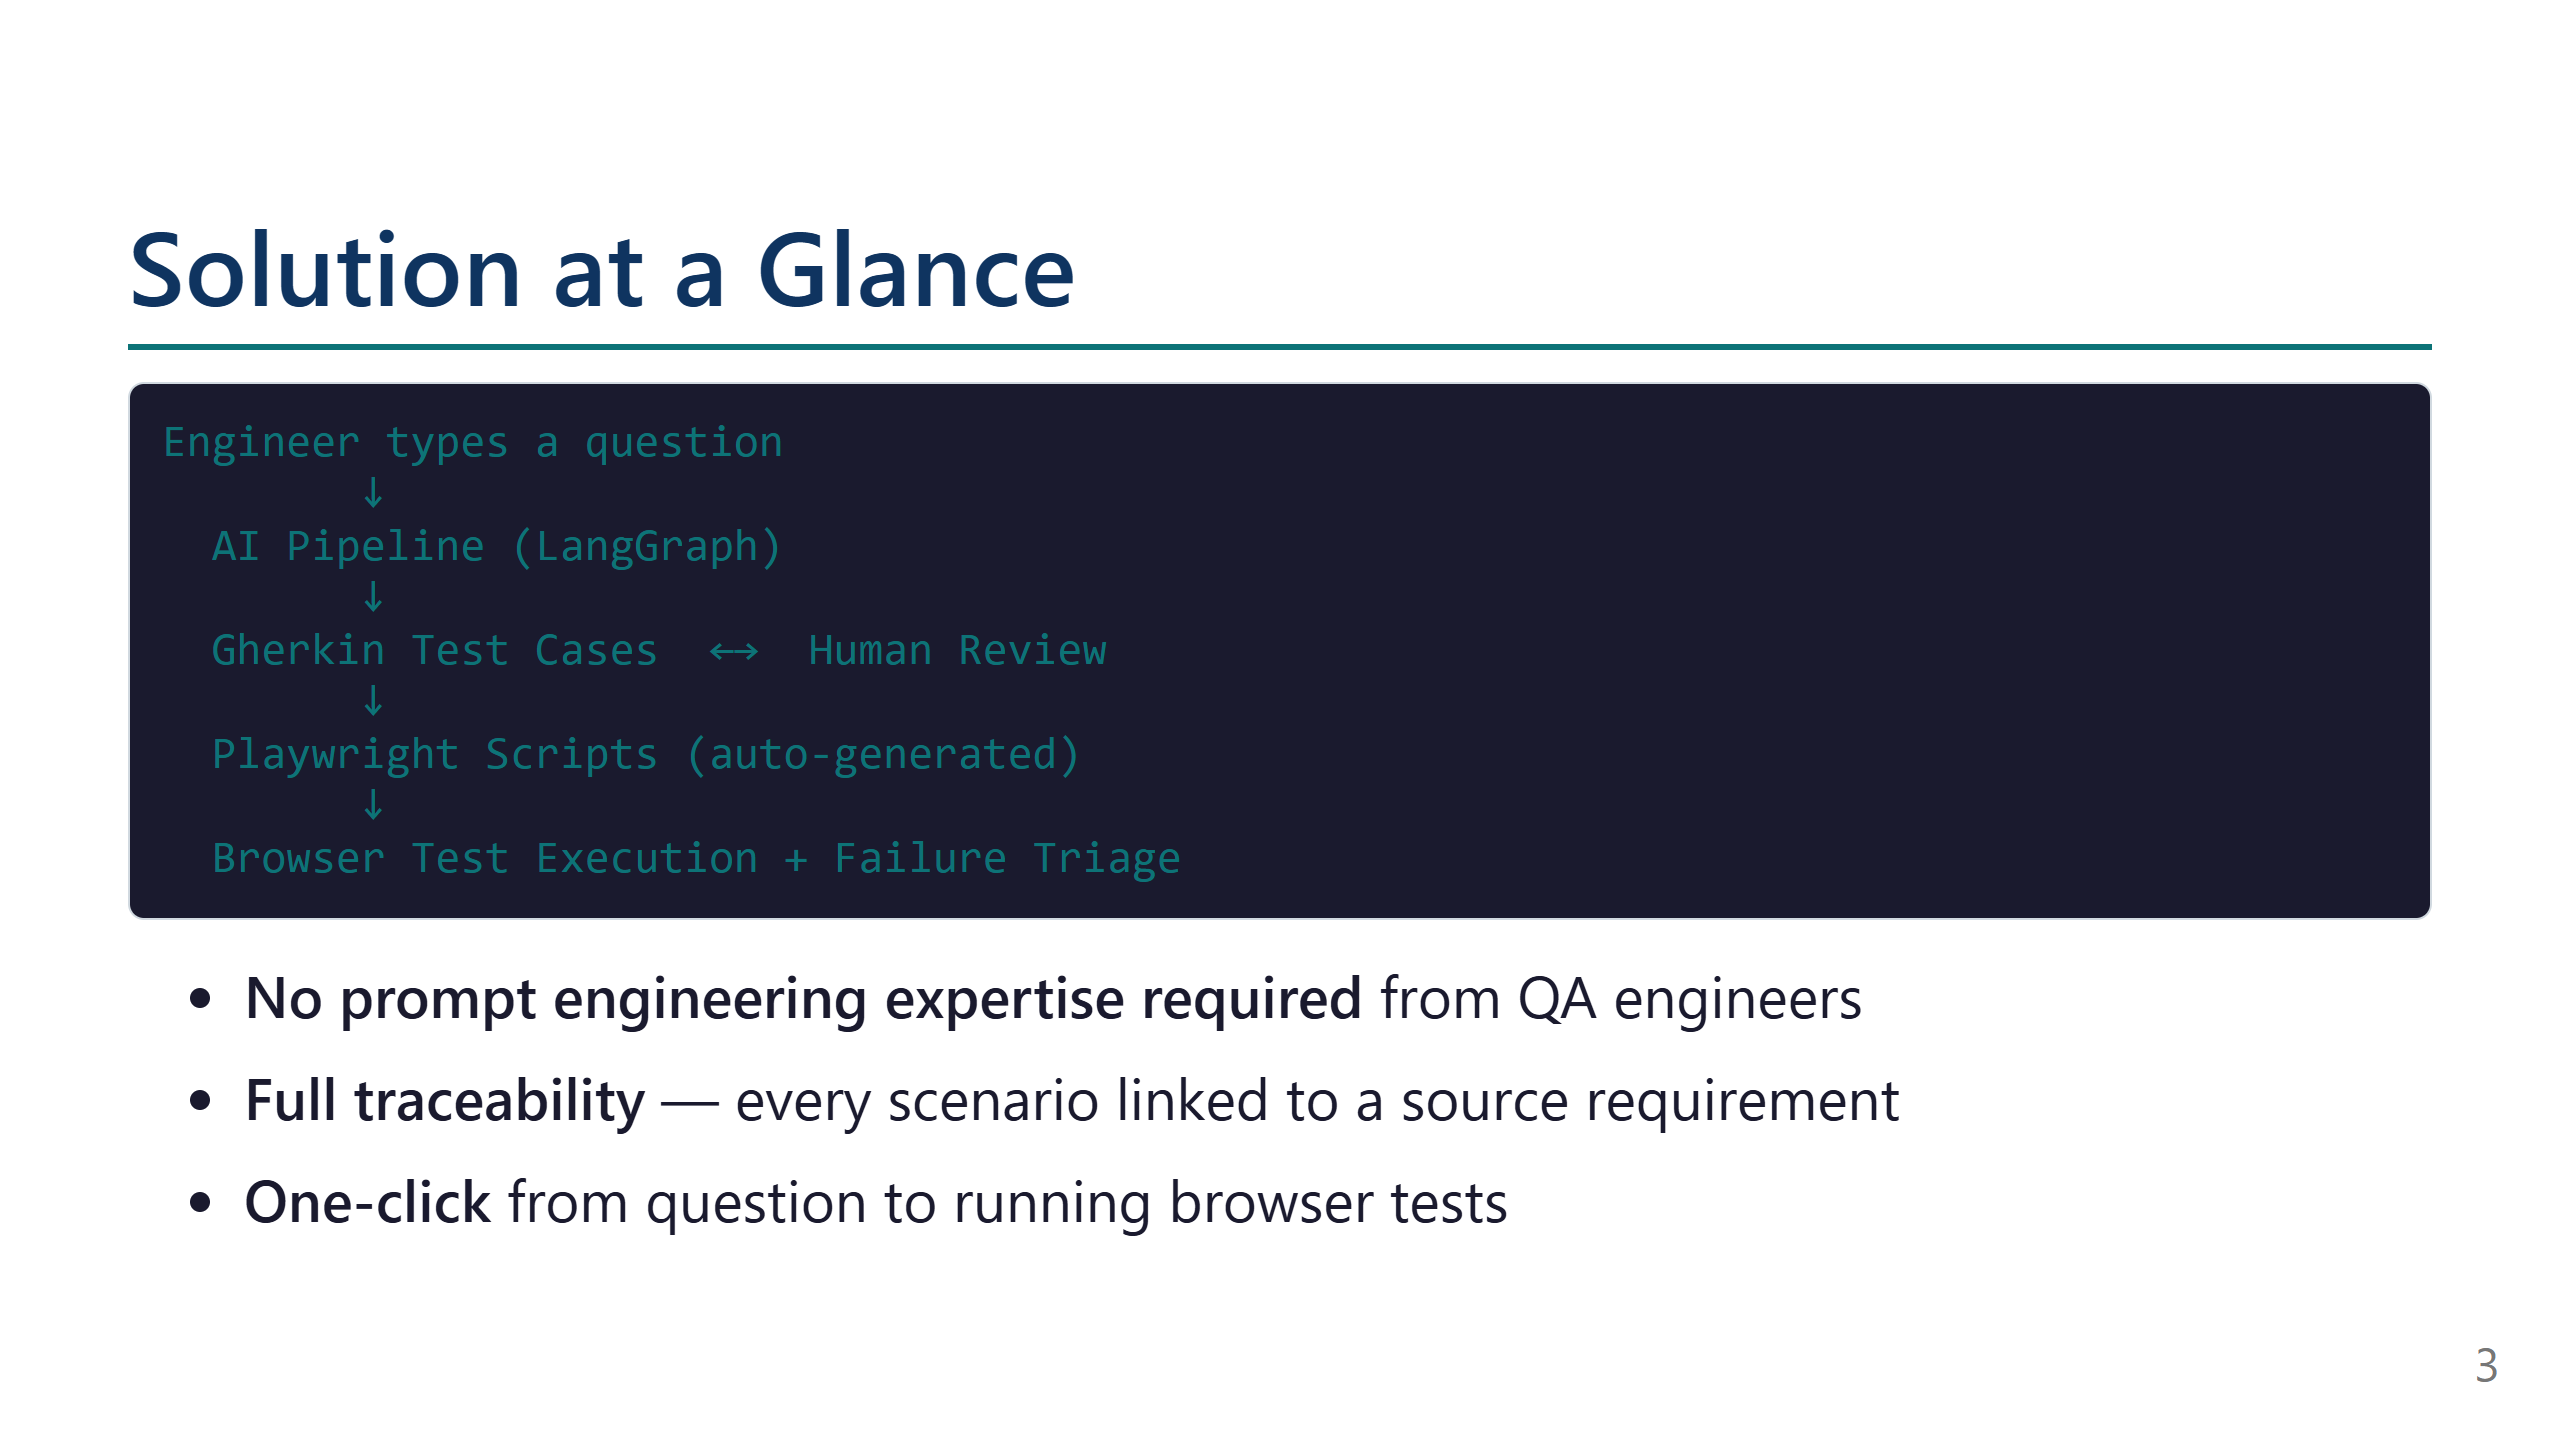 Solution at a Glance
Engineer types a question
↓
AI Pipeline (LangGraph)
↓
Gherkin Test Cases ↔ Human Review
↓
Playwright Scripts (auto-generated)
↓
Browser Test Execution + Failure Triage
• No prompt engineering expertise required from QA engineers
• Full traceability — every scenario linked to a source requirement
• One-click from question to running browser tests
3